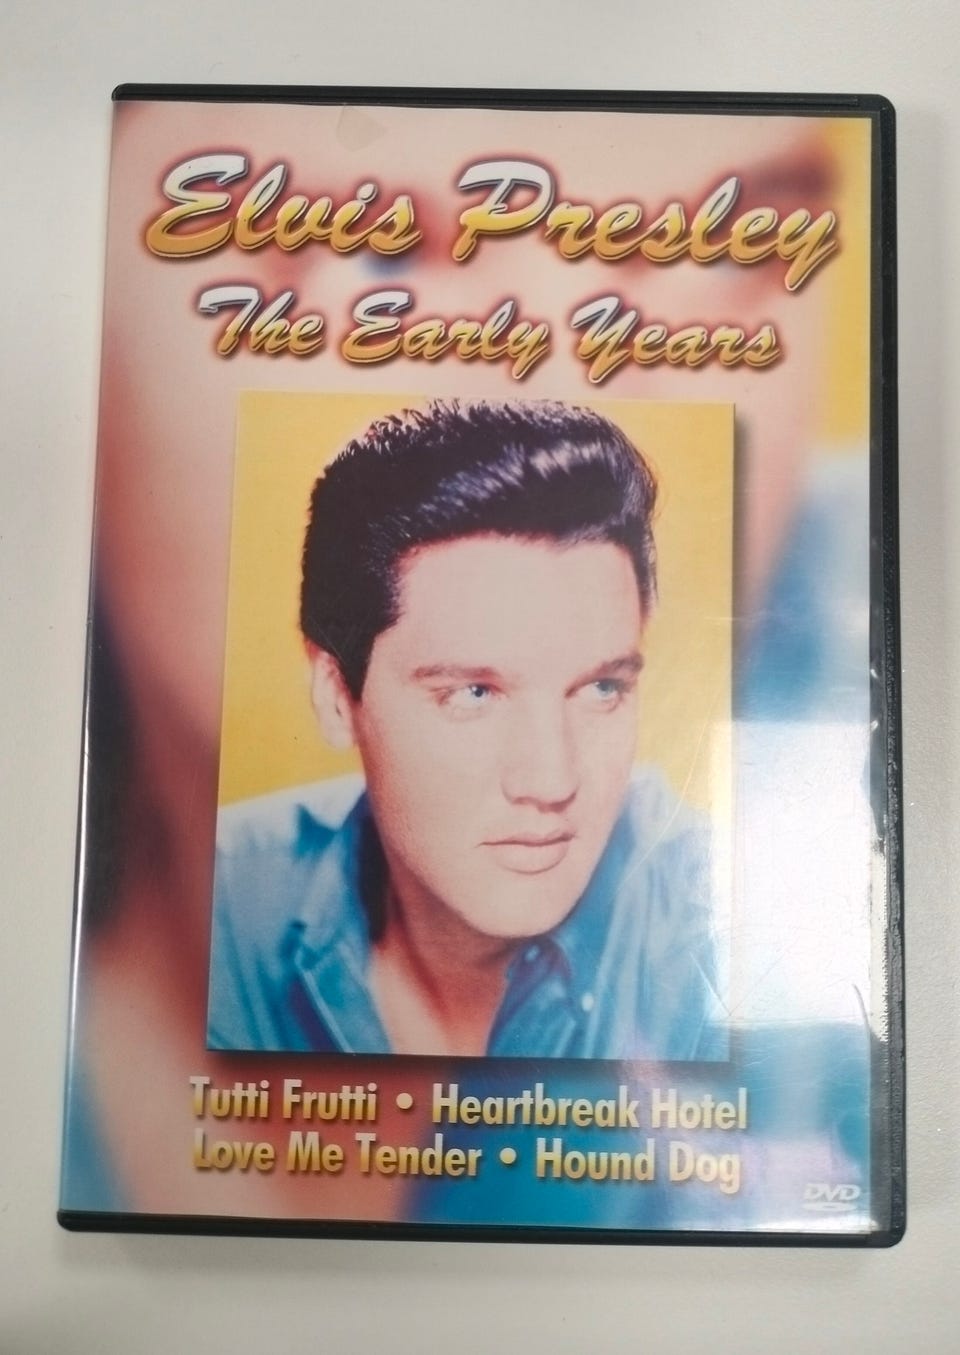 Elvis Presley
The Early Years
Tutti Frutti • Heartbreak Hotel
Love Me Tender • Hound Dog
DVD